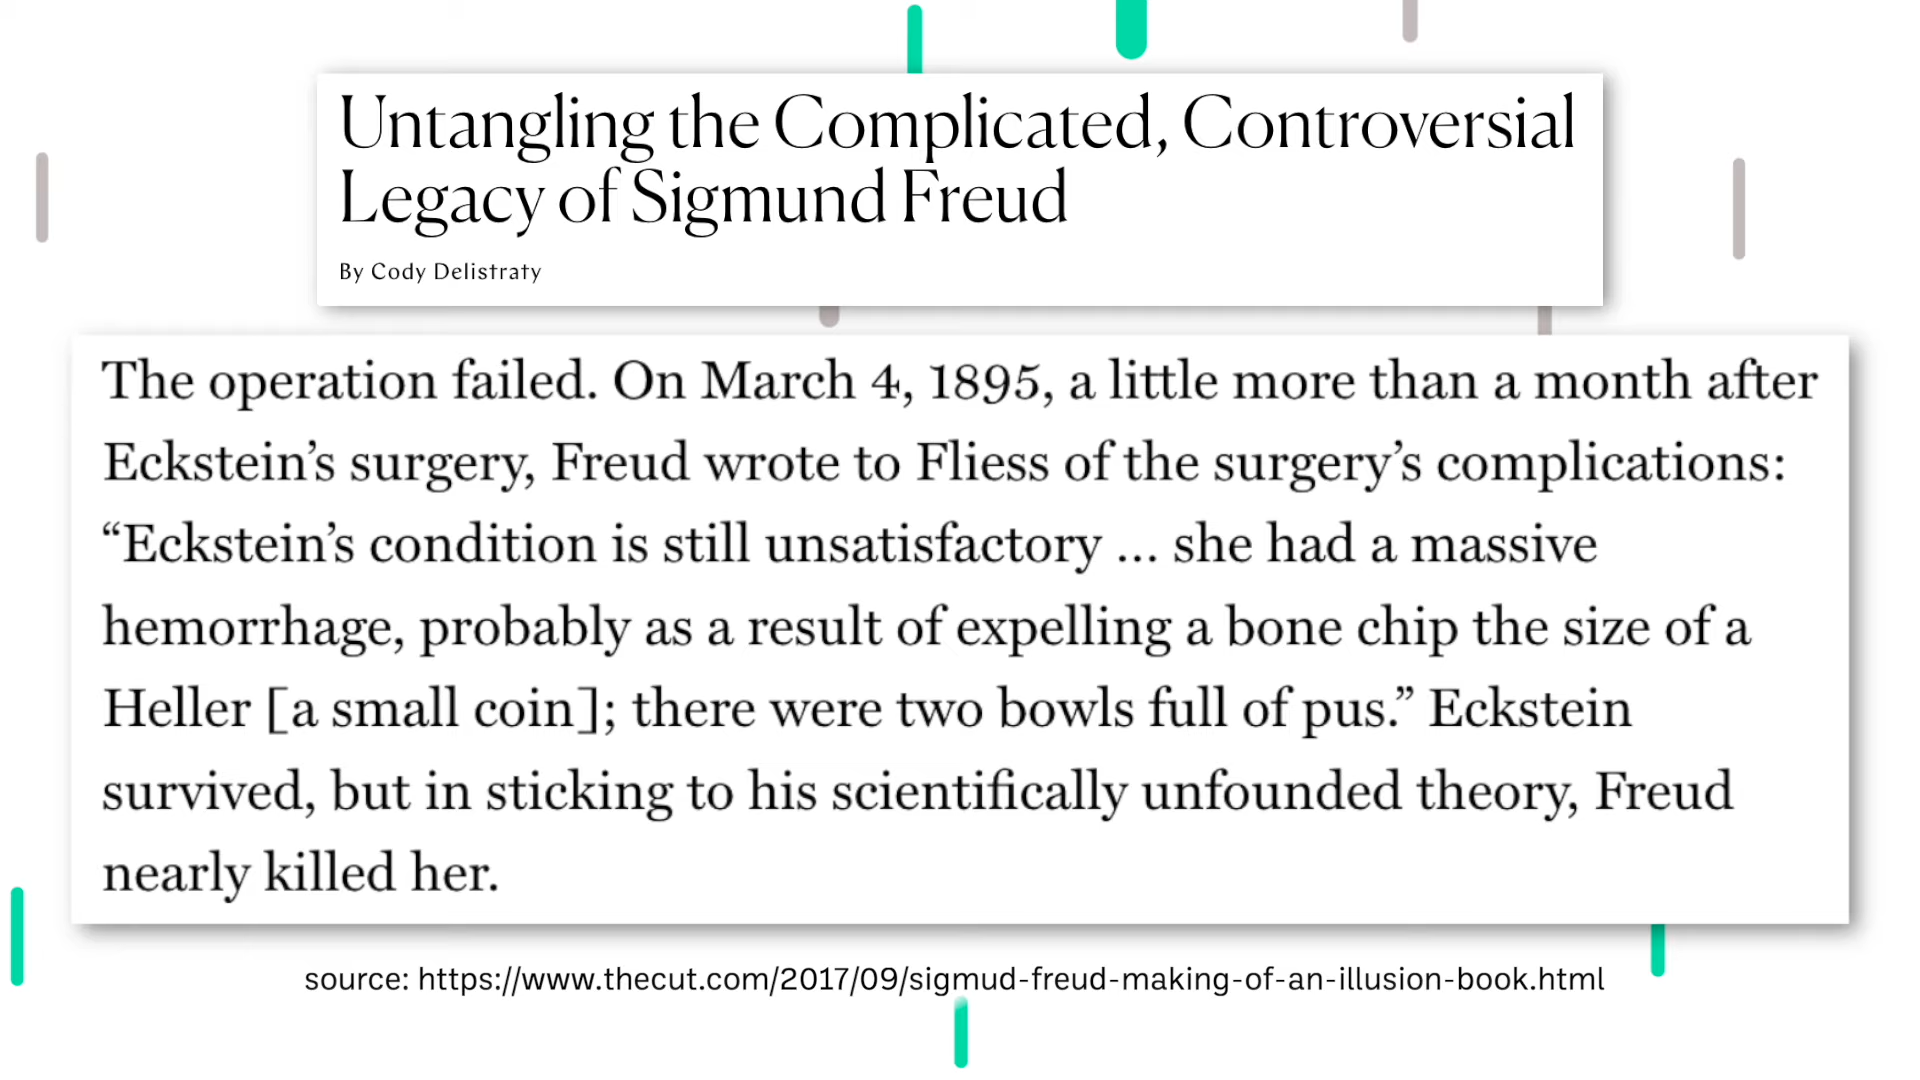 Untangling the Complicated, Controversial
Legacy of Sigmund Freud
By Cody Delistraty
The operation failed. On March 4, 1895, a little more than a month after
Eckstein’s surgery, Freud wrote to Fliess of the surgery’s complications:
“Eckstein’s condition is still unsatisfactory ... she had a massive
hemorrhage, probably as a result of expelling a bone chip the size of a
Heller [a small coin]; there were two bowls full of pus.” Eckstein
survived, but in sticking to his scientifically unfounded theory, Freud
nearly killed her.
source: https://www.thecut.com/2017/09/sigmud-freud-making-of-an-illusion-book.html